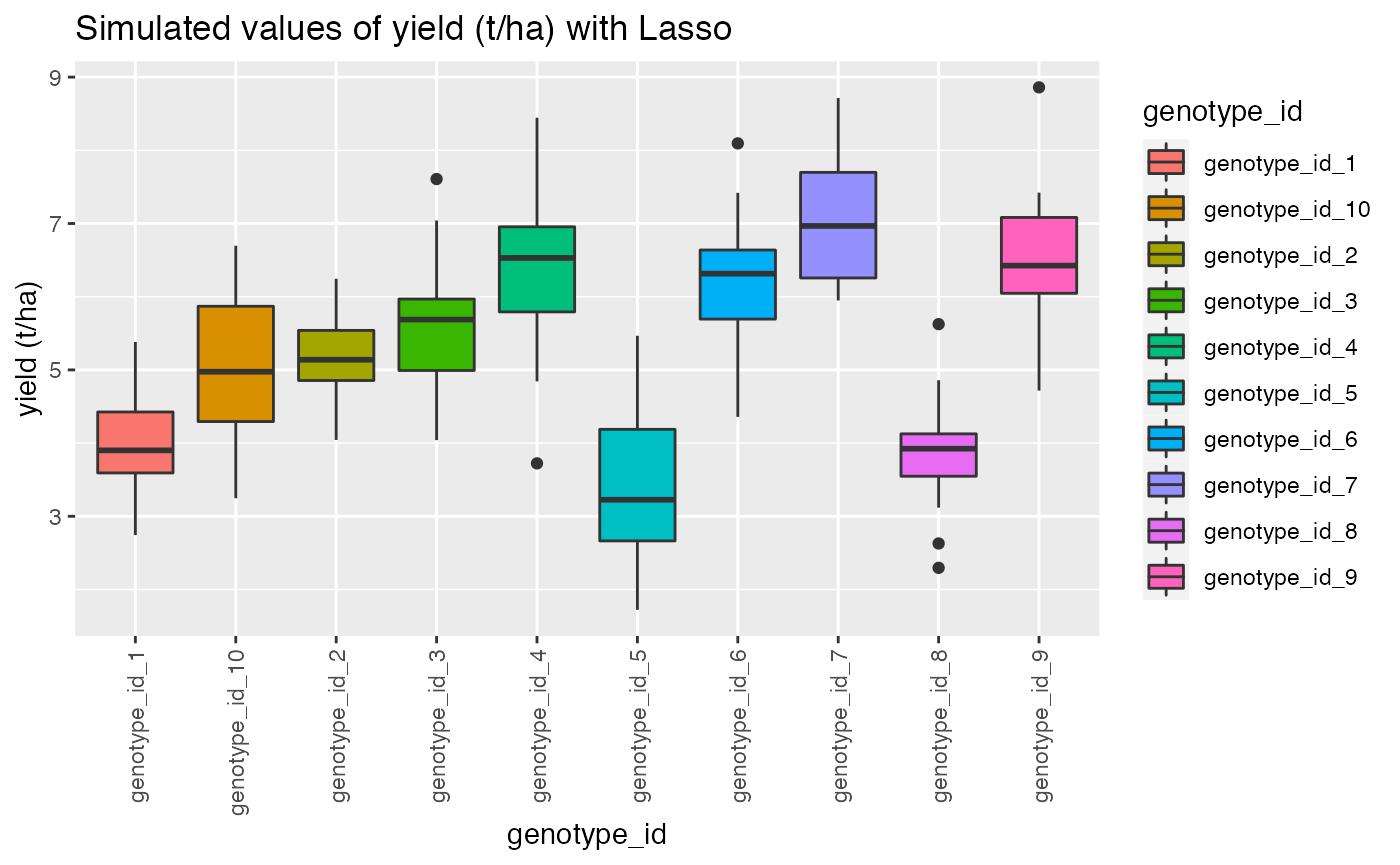 Simulated values of yield (t/ha) with Lasso
yield (t/ha)
9
7
5
3
genotype_id_1
genotype_id_10
genotype_id_2
genotype_id_3
genotype_id_4
genotype_id_5
genotype_id_6
genotype_id_7
genotype_id_8
genotype_id_9
genotype_id
genotype_id
genotype_id_1
genotype_id_10
genotype_id_2
genotype_id_3
genotype_id_4
genotype_id_5
genotype_id_6
genotype_id_7
genotype_id_8
genotype_id_9